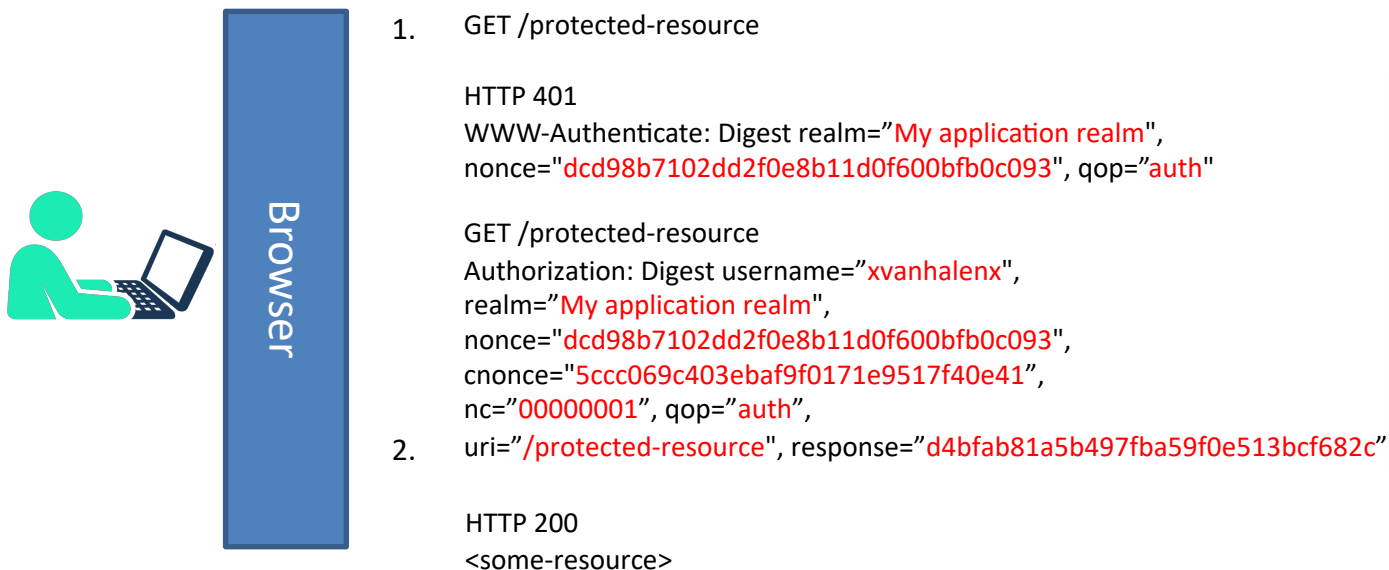 Browser
1. GET /protected-resource
HTTP 401
WWW-Authenticate: Digest realm=”My application realm",
nonce="dcd98b7102dd2f0e8b11d0f600bfb0c093", qop=”auth"
GET /protected-resource
Authorization: Digest username=”xvanhalenx",
realm=”My application realm",
nonce="dcd98b7102dd2f0e8b11d0f600bfb0c093",
cnonce="5ccc069c403ebaf9f0171e9517f40e41”,
nc=”00000001”, qop=”auth”,
2. uri=”/protected-resource", response=”d4bfab81a5b497fba59f0e513bcf682c”
HTTP 200
<some-resource>